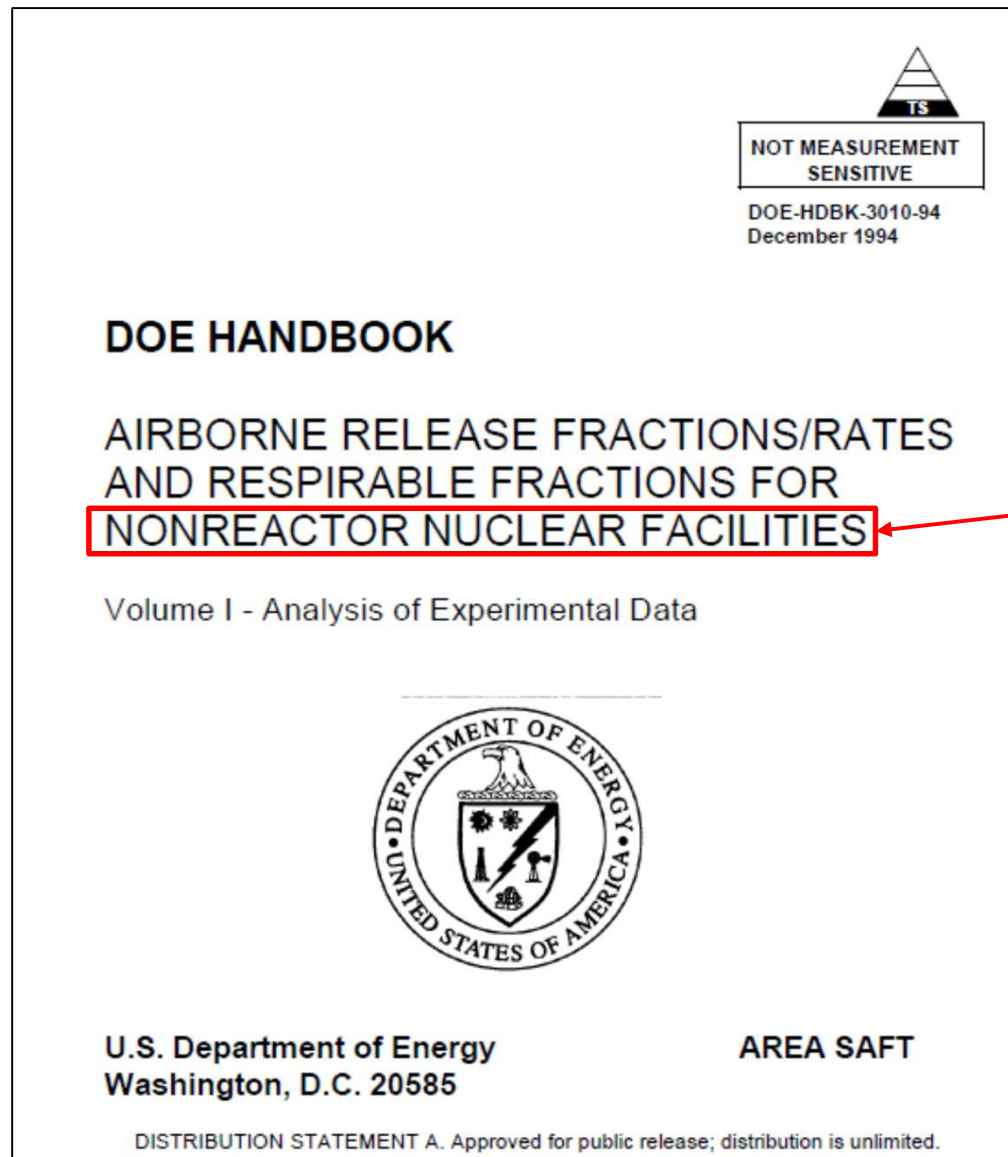 TS
NOT MEASUREMENT
SENSITIVE
DOE-HDBK-3010-94
December 1994
DOE HANDBOOK
AIRBORNE RELEASE FRACTIONS/RATES
AND RESPIRABLE FRACTIONS FOR
NONREACTOR NUCLEAR FACILITIES
Volume I - Analysis of Experimental Data
DEPARTMENT OF ENERGY
UNITED STATES OF AMERICA
U.S. Department of Energy
AREA SAFT
Washington, D.C. 20585
DISTRIBUTION STATEMENT A. Approved for public release; distribution is unlimited.